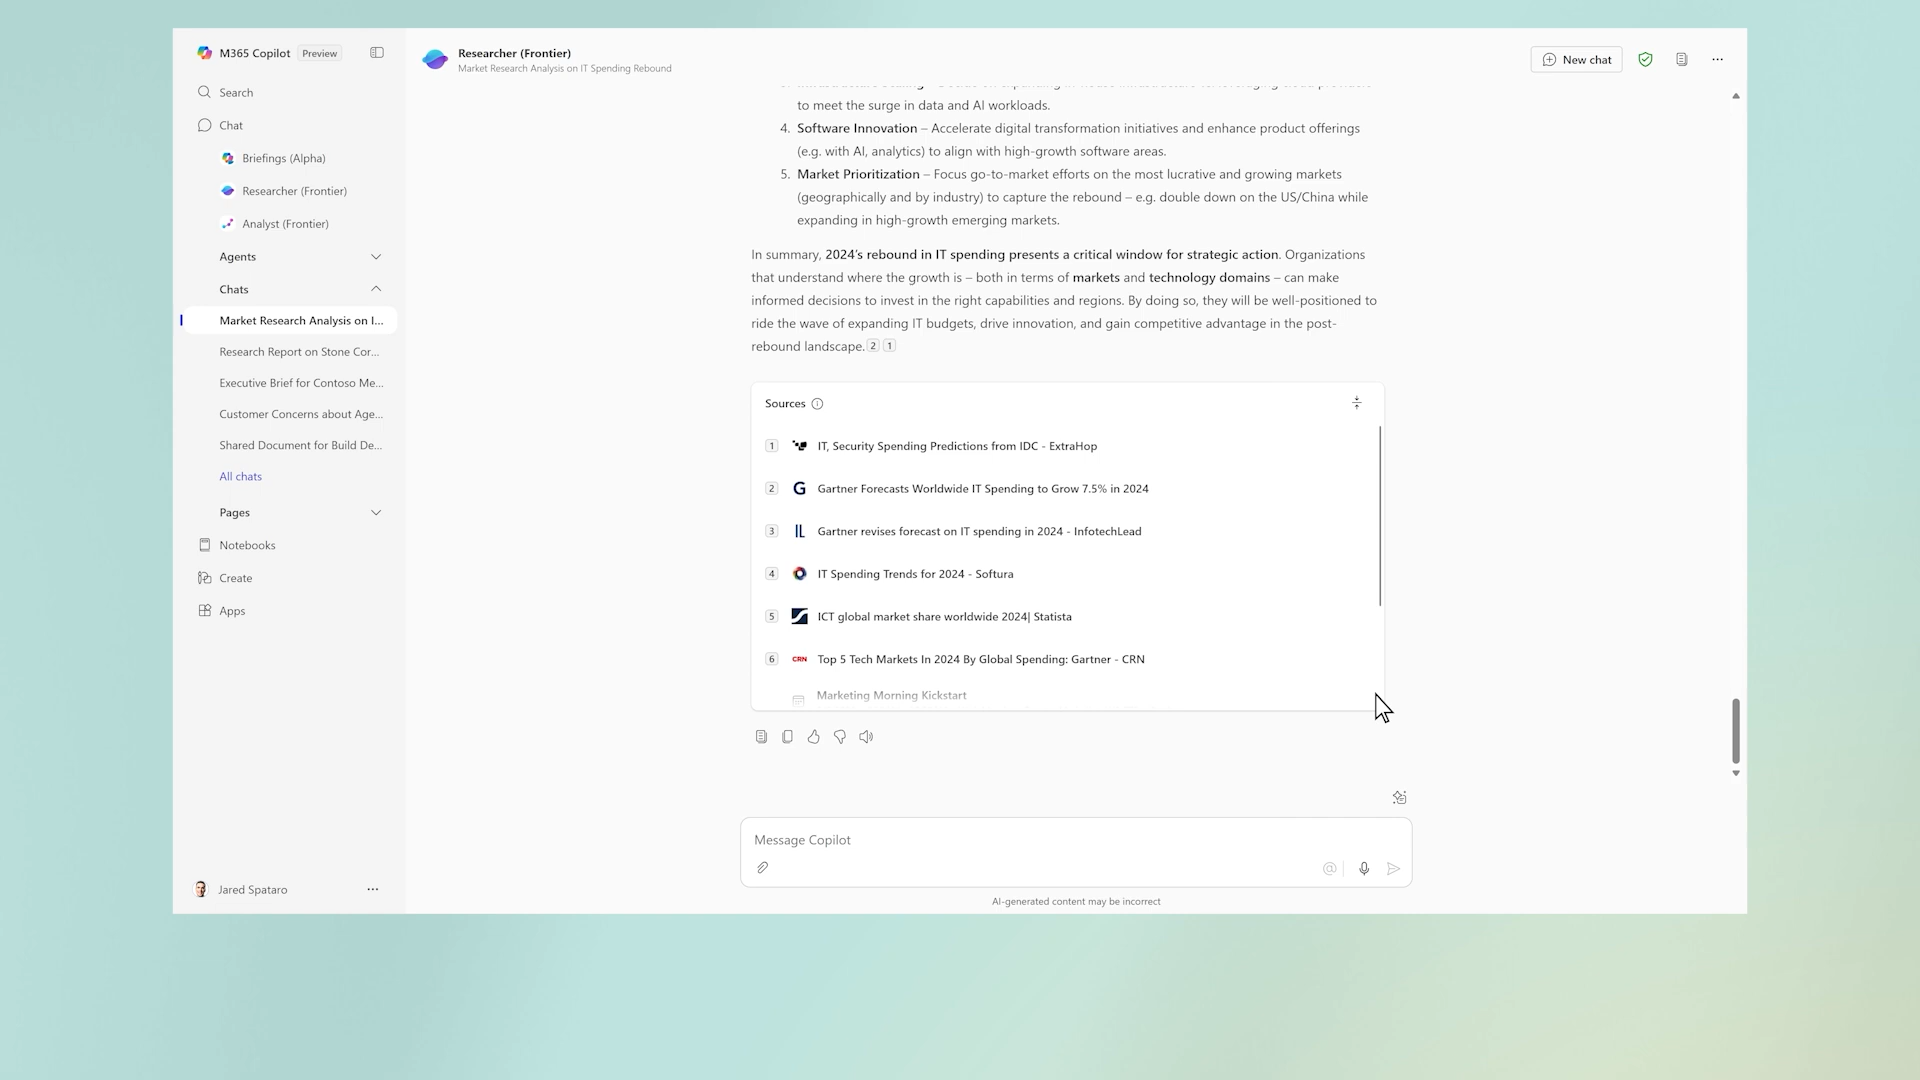 M365 Copilot Preview
Search
Chat
Briefings (Alpha)
Researcher (Frontier)
Analyst (Frontier)
Agents
Chats
Market Research Analysis on I...
Research Report on Stone Cor...
Executive Brief for Contoso Me...
Customer Concerns about Age...
Shared Document for Build De...
All chats
Pages
Notebooks
Create
Apps
Jared Spataro
Researcher (Frontier)
Market Research Analysis on IT Spending Rebound
New chat
to meet the surge in data and AI workloads.
4. Software Innovation – Accelerate digital transformation initiatives and enhance product offerings
(e.g. with AI, analytics) to align with high-growth software areas.
5. Market Prioritization – Focus go-to-market efforts on the most lucrative and growing markets
(geographically and by industry) to capture the rebound – e.g. double down on the US/China while
expanding in high-growth emerging markets.
In summary, 2024’s rebound in IT spending presents a critical window for strategic action. Organizations
that understand where the growth is – both in terms of markets and technology domains – can make
informed decisions to invest in the right capabilities and regions. By doing so, they will be well-positioned to
ride the wave of expanding IT budgets, drive innovation, and gain competitive advantage in the post-
rebound landscape. 2 1
Sources
1 IT, Security Spending Predictions from IDC - ExtraHop
2 G Gartner Forecasts Worldwide IT Spending to Grow 7.5% in 2024
3 IL Gartner revises forecast on IT spending in 2024 - InfotechLead
4 IT Spending Trends for 2024 - Softura
5 ICT global market share worldwide 2024| Statista
6 CRN Top 5 Tech Markets In 2024 By Global Spending: Gartner - CRN
Marketing Morning Kickstart
Message Copilot
AI-generated content may be incorrect